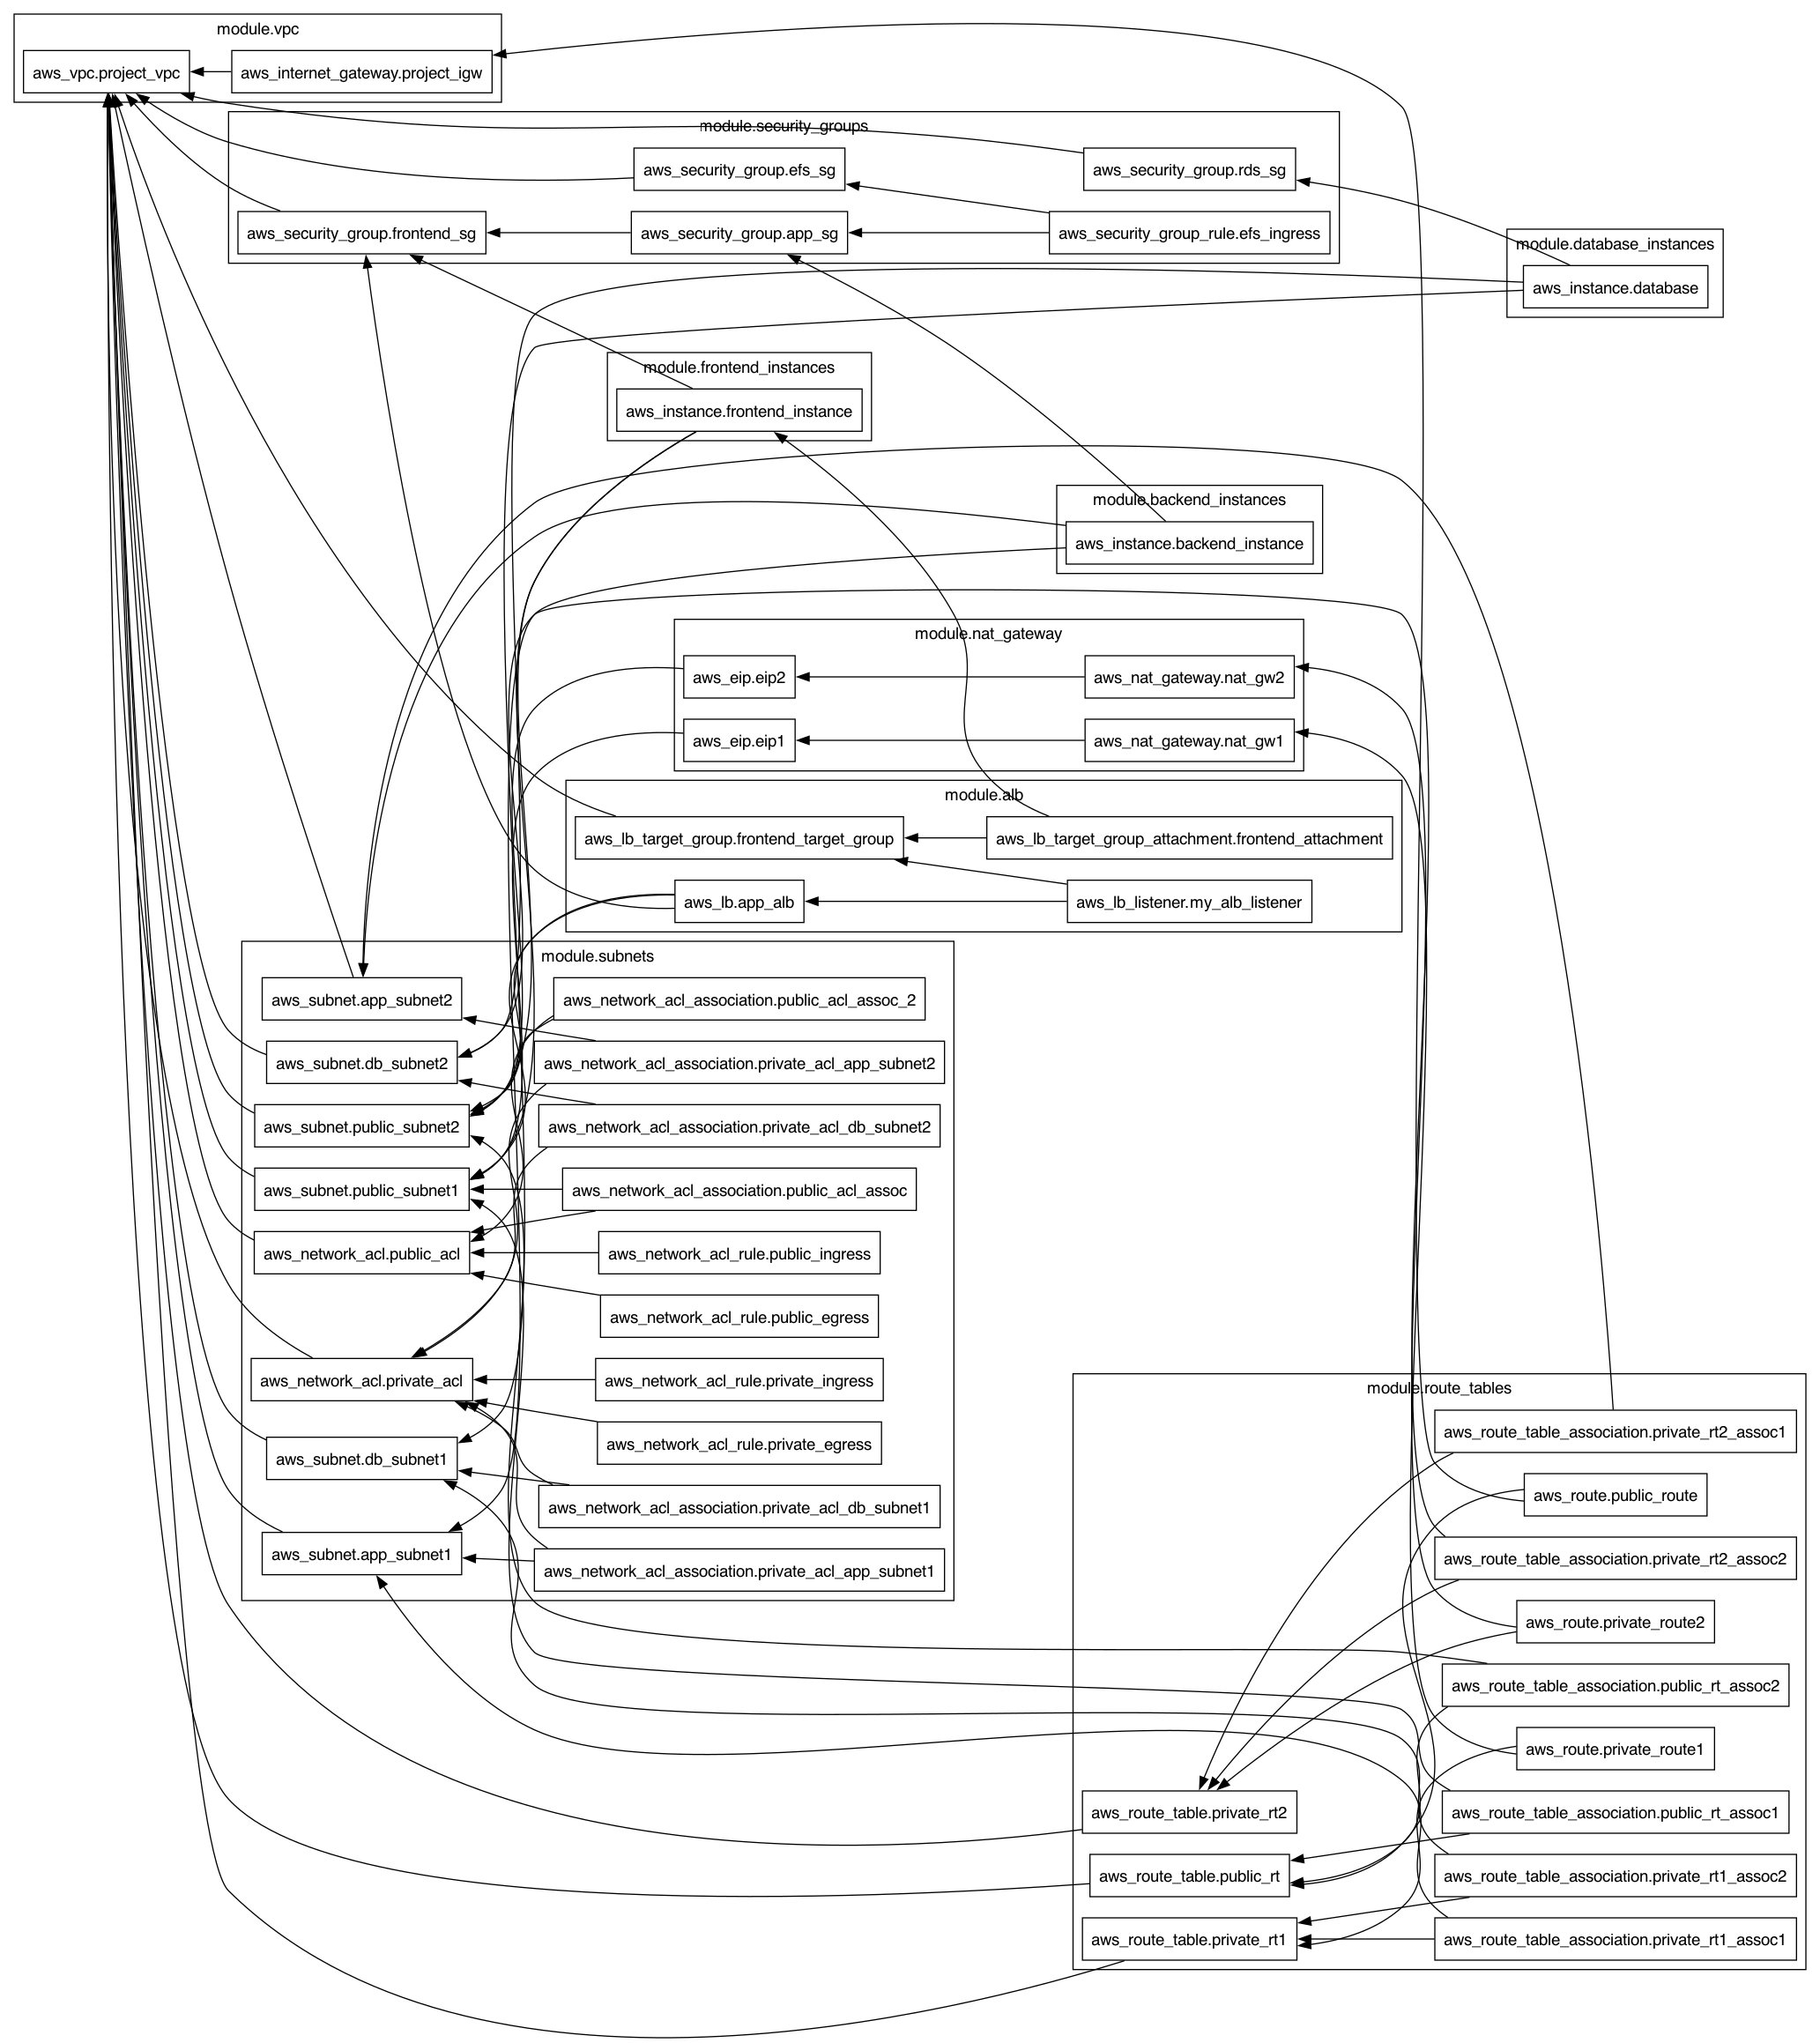 module.vpc
aws_vpc.project_vpc
aws_internet_gateway.project_igw
module.security_groups
aws_security_group.efs_sg
aws_security_group.rds_sg
aws_security_group.frontend_sg
aws_security_group.app_sg
aws_security_group_rule.efs_ingress
module.database_instances
aws_instance.database
module.frontend_instances
aws_instance.frontend_instance
module.backend_instances
aws_instance.backend_instance
module.nat_gateway
aws_eip.eip2
aws_nat_gateway.nat_gw2
aws_eip.eip1
aws_nat_gateway.nat_gw1
module.alb
aws_lb_target_group.frontend_target_group
aws_lb_target_group_attachment.frontend_attachment
aws_lb.app_alb
aws_lb_listener.my_alb_listener
module.subnets
aws_subnet.app_subnet2
aws_network_acl_association.public_acl_assoc_2
aws_subnet.db_subnet2
aws_network_acl_association.private_acl_app_subnet2
aws_subnet.public_subnet2
aws_network_acl_association.private_acl_db_subnet2
aws_subnet.public_subnet1
aws_network_acl_association.public_acl_assoc
aws_network_acl.public_acl
aws_network_acl_rule.public_ingress
aws_network_acl_rule.public_egress
aws_network_acl.private_acl
aws_network_acl_rule.private_ingress
aws_network_acl_rule.private_egress
aws_subnet.db_subnet1
aws_network_acl_association.private_acl_db_subnet1
aws_subnet.app_subnet1
aws_network_acl_association.private_acl_app_subnet1
module.route_tables
aws_route_table_association.private_rt2_assoc1
aws_route.public_route
aws_route_table_association.private_rt2_assoc2
aws_route.private_route2
aws_route_table_association.public_rt_assoc2
aws_route.private_route1
aws_route_table.private_rt2
aws_route_table_association.public_rt_assoc1
aws_route_table.public_rt
aws_route_table_association.private_rt1_assoc2
aws_route_table.private_rt1
aws_route_table_association.private_rt1_assoc1